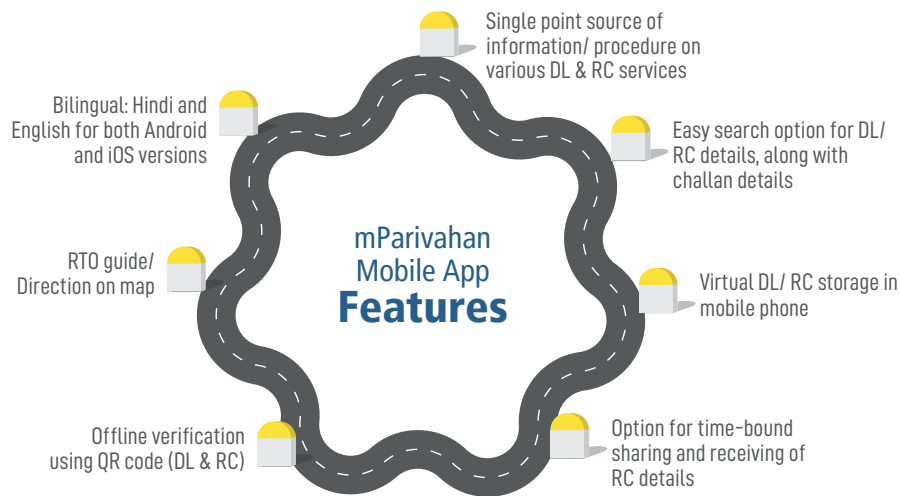 Single point source of
information/ procedure on
various DL & RC services
Bilingual: Hindi and
English for both Android
and iOS versions
Easy search option for DL/
RC details, along with
challan details
mParivahan
Mobile App
Features
RTO guide/
Direction on map
Virtual DL/ RC storage in
mobile phone
Offline verification
using QR code (DL & RC)
Option for time-bound
sharing and receiving of
RC details